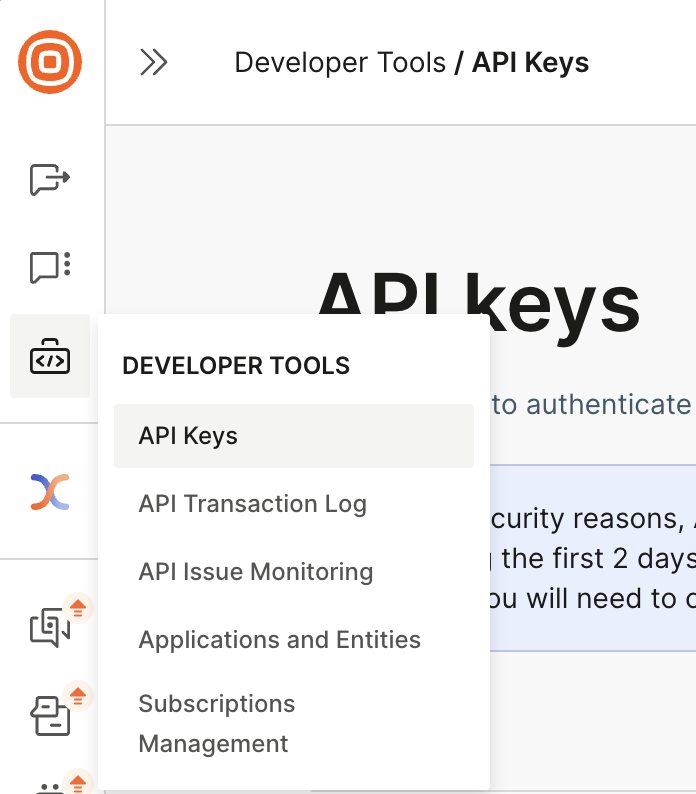 Developer Tools / API Keys
API keys
to authenticate
DEVELOPER TOOLS
API Keys
API Transaction Log
curity reasons,
API Issue Monitoring
the first 2 days
ou will need to
Applications and Entities
Subscriptions
Management